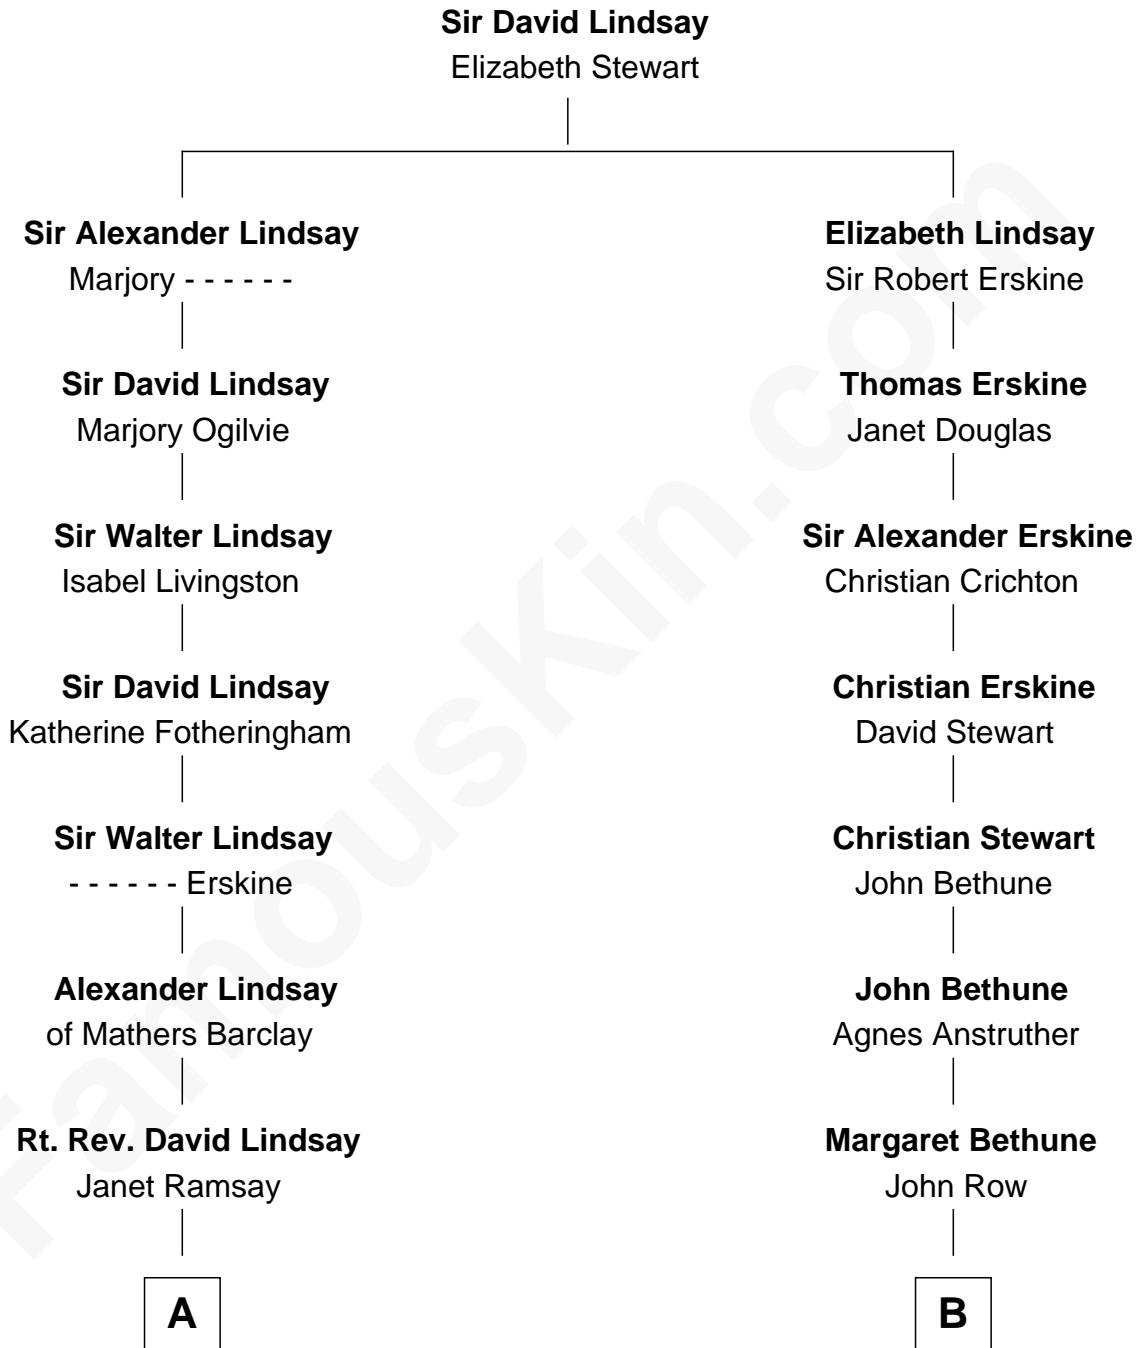 Sir David Lindsay
Elizabeth Stewart
Sir Alexander Lindsay
Marjory - - - - - -
Sir David Lindsay
Marjory Ogilvie
Sir Walter Lindsay
Isabel Livingston
Sir David Lindsay
Katherine Fotheringham
Sir Walter Lindsay
- - - - - - Erskine
Alexander Lindsay
of Mathers Barclay
Rt. Rev. David Lindsay
Janet Ramsay
A
Elizabeth Lindsay
Sir Robert Erskine
Thomas Erskine
Janet Douglas
Sir Alexander Erskine
Christian Crichton
Christian Erskine
David Stewart
Christian Stewart
John Bethune
John Bethune
Agnes Anstruther
Margaret Bethune
John Row
B
FamousKin.com